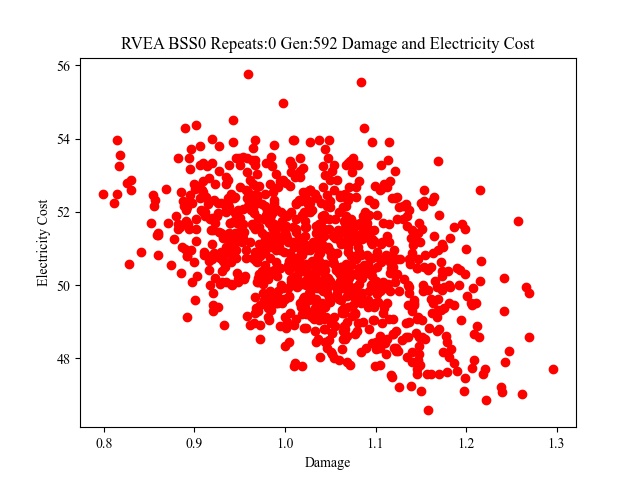 RVEA BSS0 Repeats:0 Gen:592 Damage and Electricity Cost
56
54
52
50
48
Electricity Cost
0.8 0.9 1.0 1.1 1.2 1.3
Damage